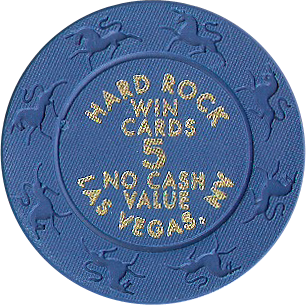 HARD ROCK
WIN
CARDS
5
NO CASH
VALUE
LAS VEGAS, NV